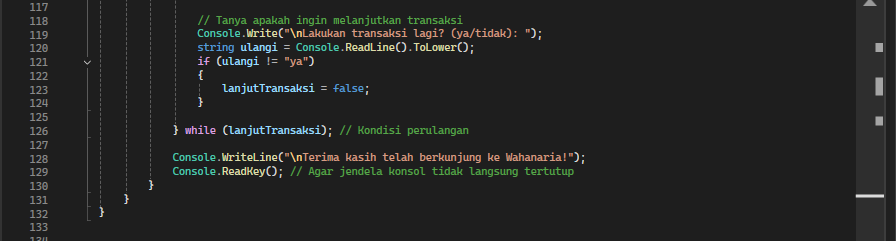 117
118 // Tanya apakah ingin melanjutkan transaksi
119 Console.Write("\nLakukan transaksi lagi? (ya/tidak): ");
120 string ulangi = Console.ReadLine().ToLower();
121 if (ulangi != "ya")
122 {
123 lanjutTransaksi = false;
124 }
125
126 } while (lanjutTransaksi); // Kondisi perulangan
127
128 Console.WriteLine("\nTerima kasih telah berkunjung ke Wahanaria!");
129 Console.ReadKey(); // Agar jendela konsol tidak langsung tertutup
130 }
131 }
132 }
133
134